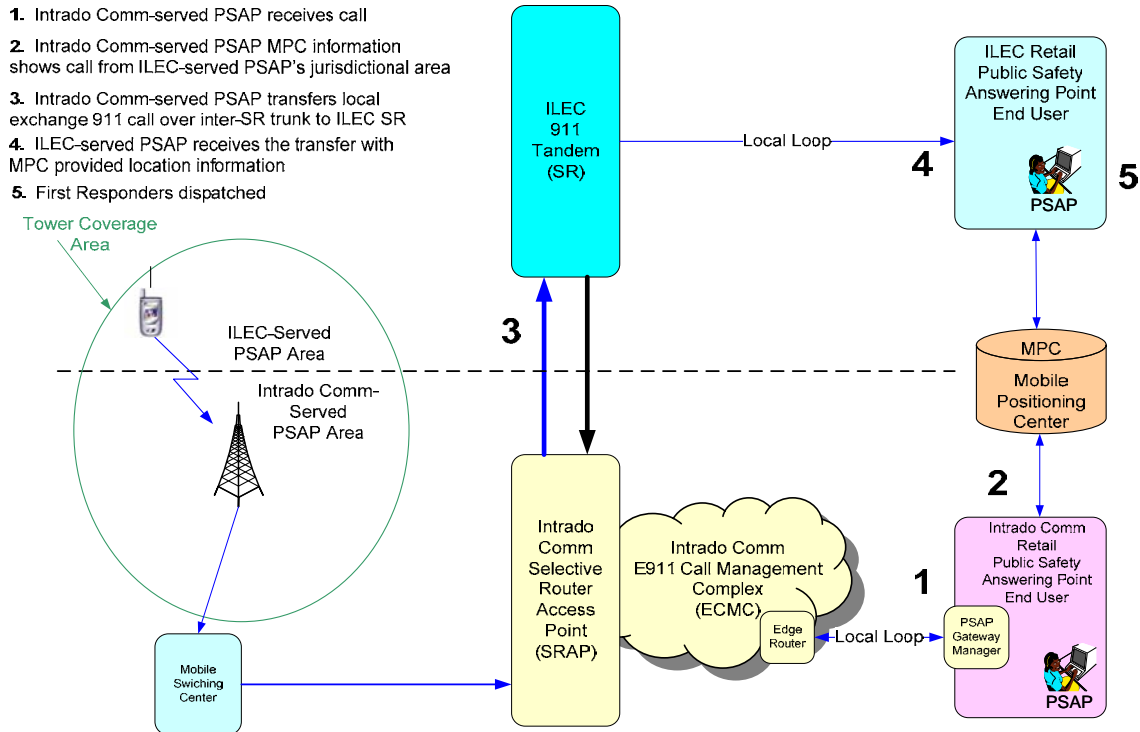 1. Intrado Comm-served PSAP receives call
2. Intrado Comm-served PSAP MPC information
shows call from ILEC-served PSAP's jurisdictional area
3. Intrado Comm-served PSAP transfers local
exchange 911 call over inter-SR trunk to ILEC SR
4. ILEC-served PSAP receives the transfer with
MPC provided location information
5. First Responders dispatched
Tower Coverage
Area
ILEC-Served
PSAP Area
Intrado Comm-
Served
PSAP Area
Mobile
Swiching
Center
ILEC
911
Tandem
(SR)
3
Intrado
Comm
Selective
Router
Access
Point
(SRAP)
Intrado Comm
E911 Call Management
Complex
(ECMC)
Edge
Router
Local Loop
Local Loop
4
ILEC Retail
Public Safety
Answering Point
End User
PSAP
5
MPC
Mobile
Positioning
Center
2
1
Intrado Comm
Retail
Public Safety
Answering Point
End User
PSAP
Gateway
Manager
PSAP